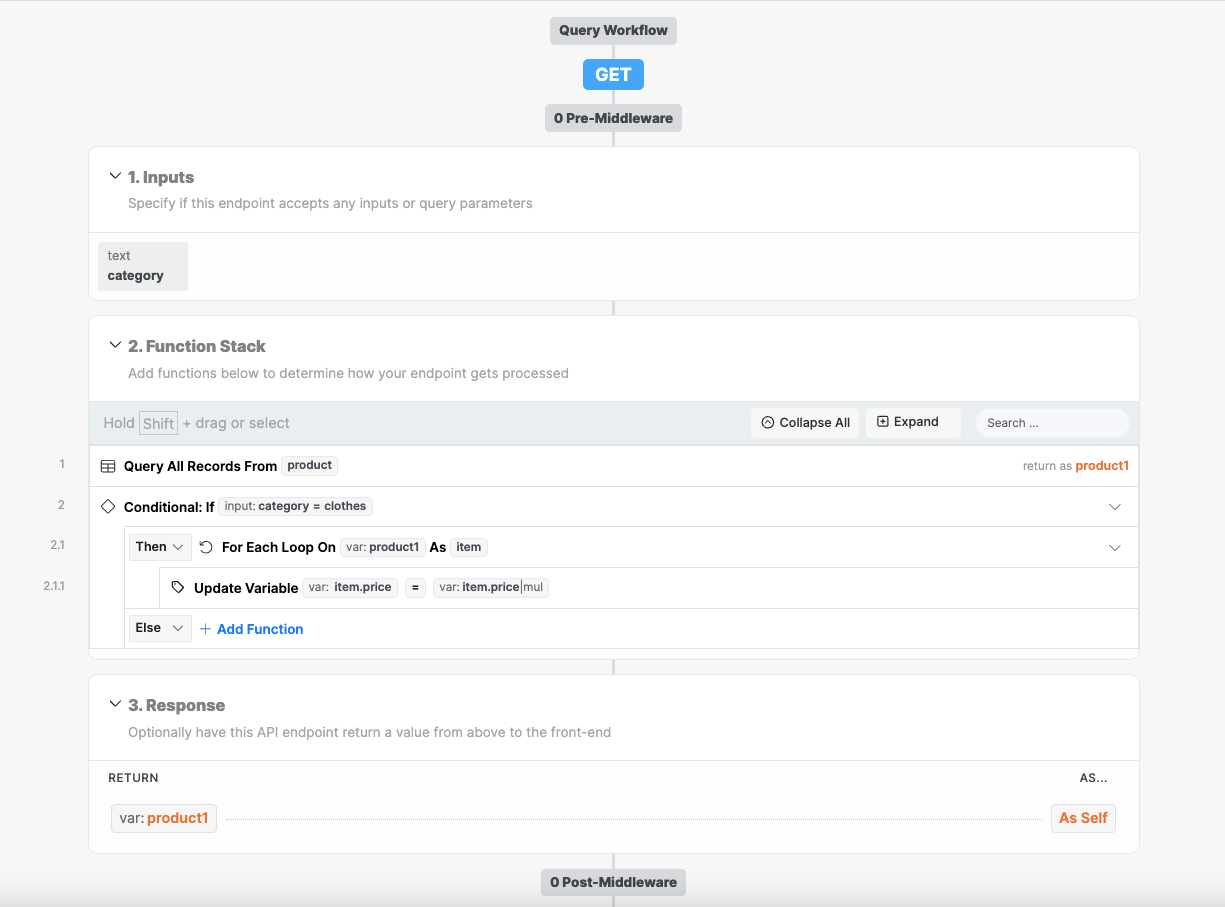 Query Workflow
GET
0 Pre-Middleware
1. Inputs
Specify if this endpoint accepts any inputs or query parameters
text
category
2. Function Stack
Add functions below to determine how your endpoint gets processed
Hold Shift + drag or select Collapse All Expand Search ...
1 Query All Records From product return as product1
2 Conditional: If input: category = clothes
2.1 Then For Each Loop On var: product1 As item
2.1.1 Update Variable var: item.price = var: item.price|mul
Else + Add Function
3. Response
Optionally have this API endpoint return a value from above to the front-end
RETURN AS...
var: product1 As Self
0 Post-Middleware